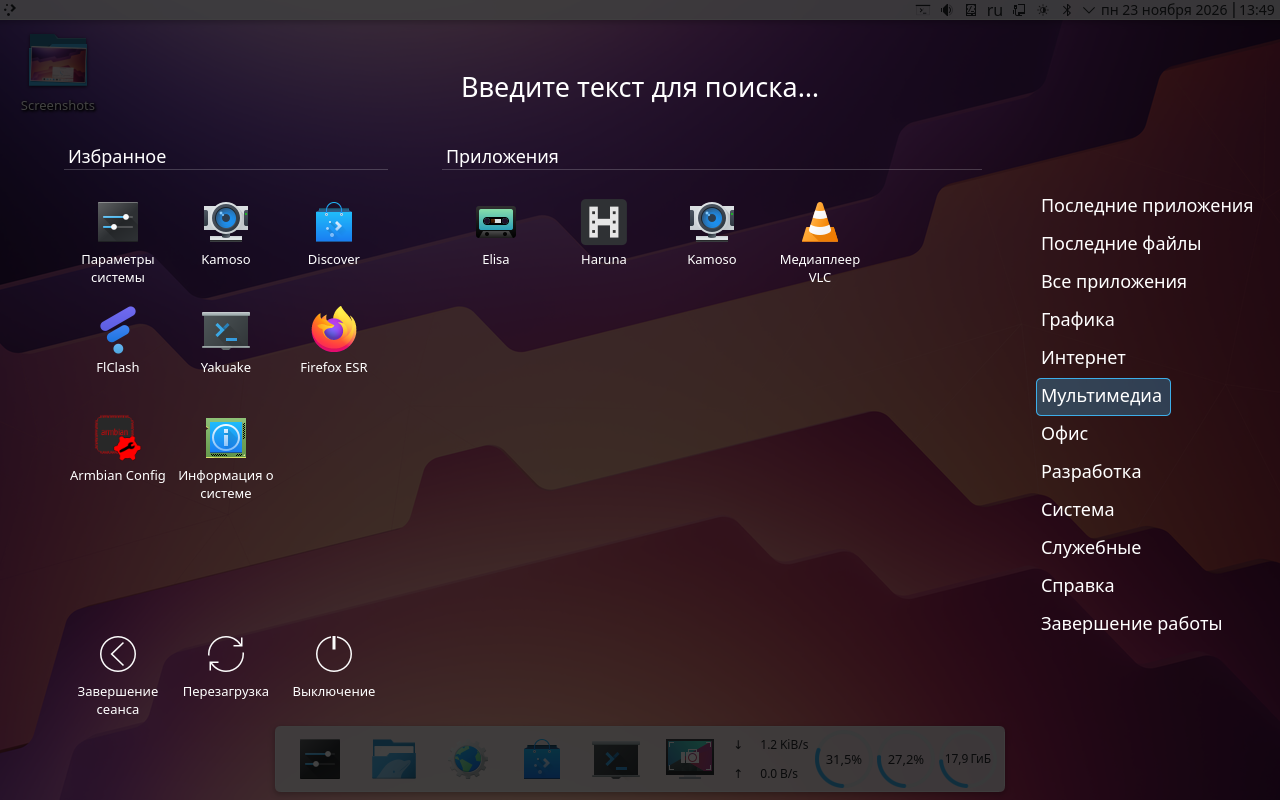 ru
пн 23 ноября 2026
13:49
Screenshots
Введите текст для поиска...
Избранное
Параметры
системы
Kamoso
Discover
FlClash
Yakuake
Firefox ESR
armbian
Armbian Config
Информация о
системе
Завершение
сеанса
Перезагрузка
Выключение
Приложения
Elisa
Haruna
Kamoso
Медиаплеер
VLC
Последние приложения
Последние файлы
Все приложения
Графика
Интернет
Мультимедиа
Офис
Разработка
Система
Служебные
Справка
Завершение работы
↓ 1.2 KiB/s
↑ 0.0 B/s
31,5%
27,2%
17,9 ГиБ